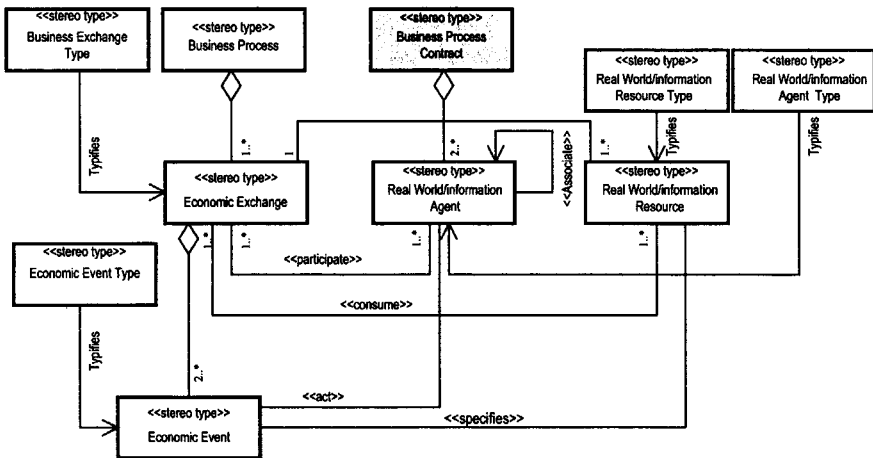 <<stereo type>>
Business Exchange
Type
<<stereo type>>
Business Process
<<stereo type>>
Business Process
Contract
<<stereo type>>
Real World/information
Resource Type
<<stereo type>>
Real World/information
Agent Type
Typifies
1..*
1
2..*
<<Associate>>
1..*
Typifies
<<stereo type>>
Economic Exchange
<<stereo type>>
Real World/information
Agent
<<stereo type>>
Real World/information
Resource
1..*
1..*
1..*
1..*
<<participate>>
<<stereo type>>
Economic Event Type
<<consume>>
Typifies
2..*
<<stereo type>>
Economic Event
<<act>>
<<specifies>>